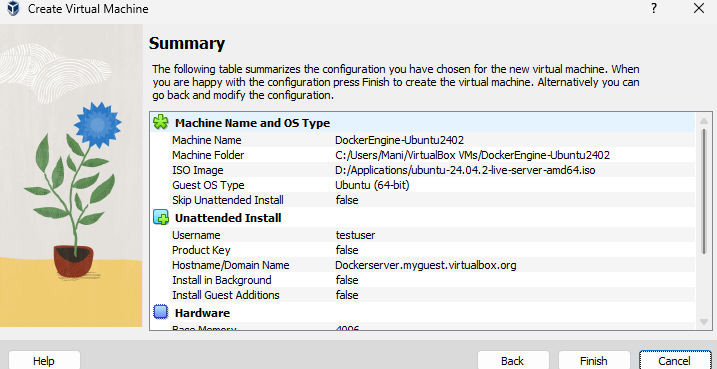 Create Virtual Machine
Summary
The following table summarizes the configuration you have chosen for the new virtual machine. When
you are happy with the configuration press Finish to create the virtual machine. Alternatively you can
go back and modify the configuration.
Machine Name and OS Type
Machine Name DockerEngine-Ubuntu2402
Machine Folder C:/Users/Mani/VirtualBox VMs/DockerEngine-Ubuntu2402
ISO Image D:/Applications/ubuntu-24.04.2-live-server-amd64.iso
Guest OS Type Ubuntu (64-bit)
Skip Unattended Install false
Unattended Install
Username testuser
Product Key false
Hostname/Domain Name Dockerserver.myguest.virtualbox.org
Install in Background false
Install Guest Additions false
Hardware
Base Memory 4096
Help Back Finish Cancel